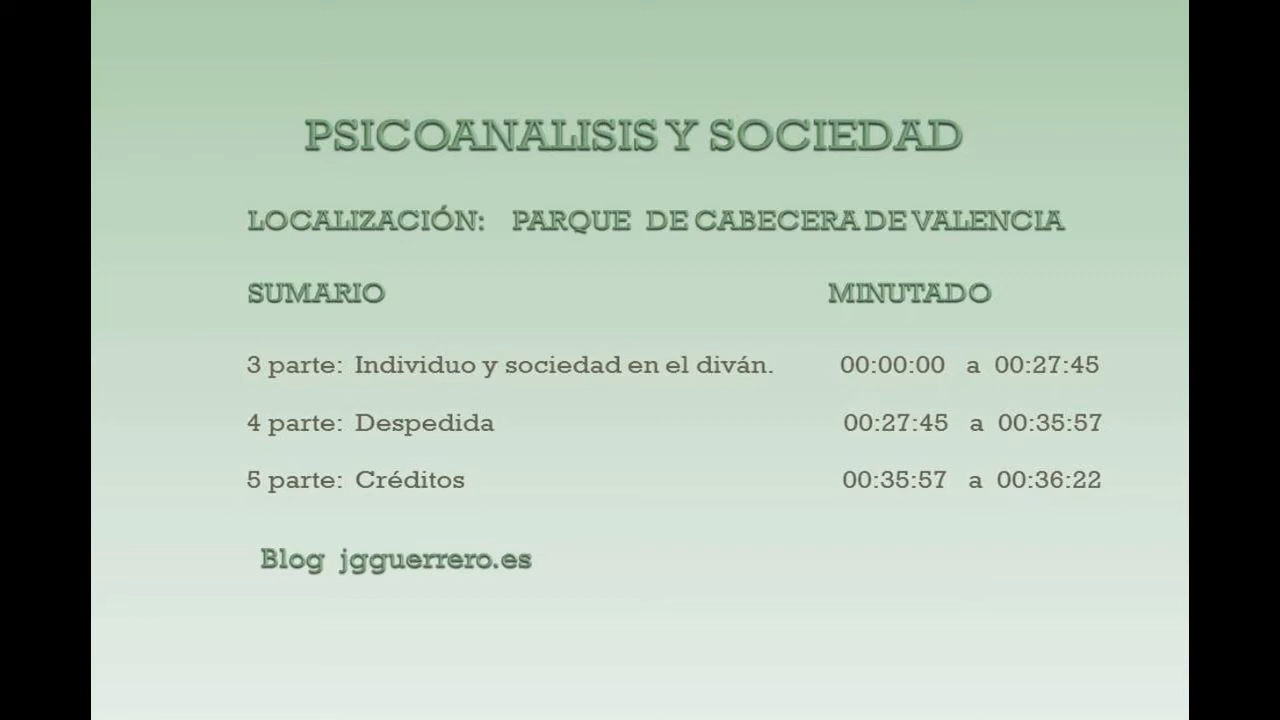 PSICOANALISIS Y SOCIEDAD
LOCALIZACIÓN: PARQUE DE CABECERA DE VALENCIA
SUMARIO MINUTADO
3 parte: Individuo y sociedad en el diván. 00:00:00 a 00:27:45
4 parte: Despedida 00:27:45 a 00:35:57
5 parte: Créditos 00:35:57 a 00:36:22
Blog jgguerrero.es